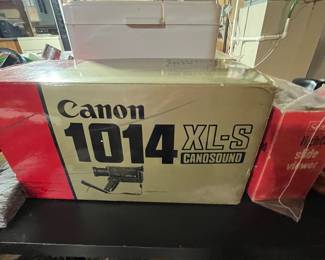 Canon
1014 XL-S
CANOSOUND
slide
viewer